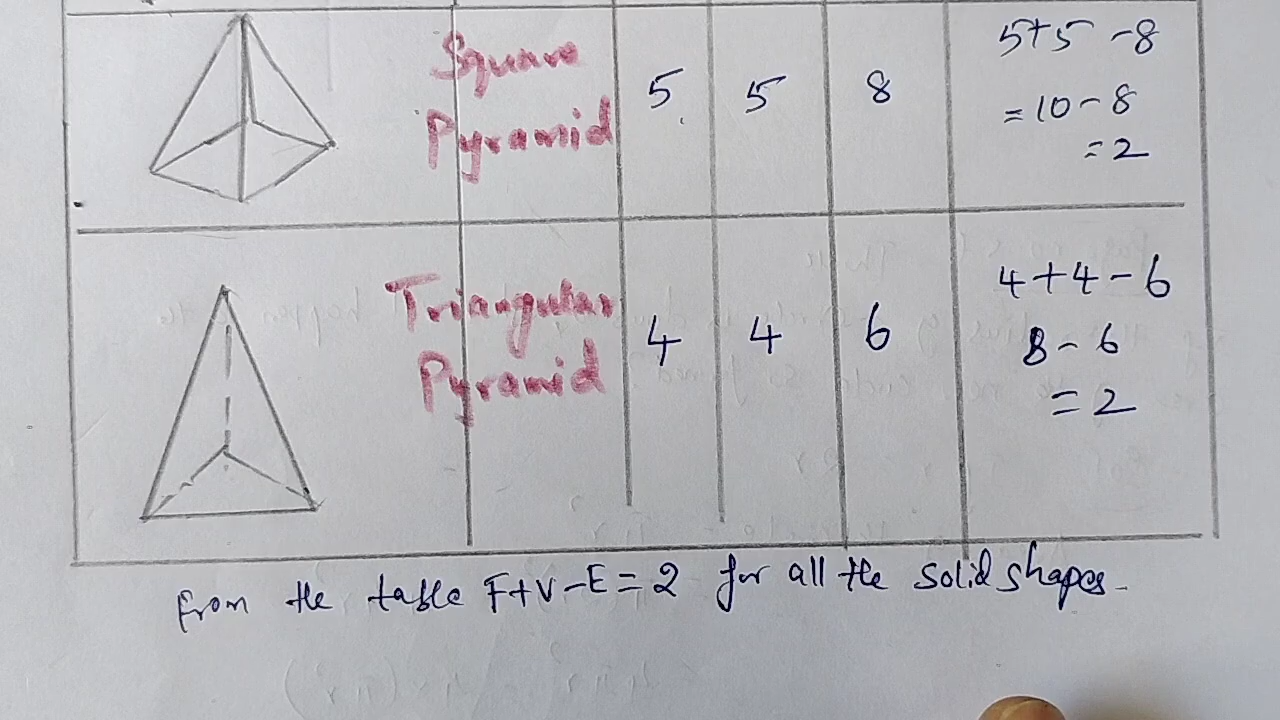 Square
Pyramid
5
5
8
5+5-8
=10-8
=2
Triangular
Pyramid
4
4
6
4+4-6
8-6
=2
From the table F+V-E=2 for all the solid shapes.